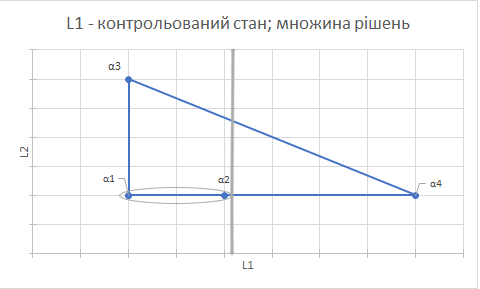 L1 - контрольований стан; множина рішень
α3
L2
α1
α2
α4
L1